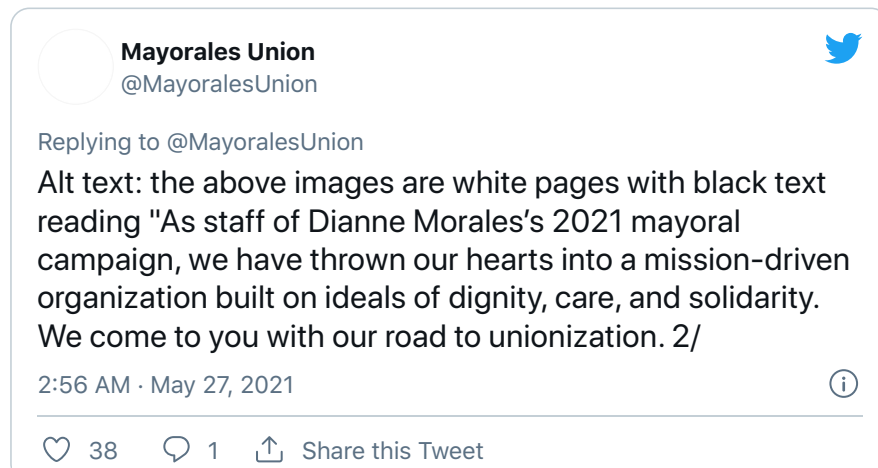 Mayorales Union
@MayoralesUnion
Replying to @MayoralesUnion
Alt text: the above images are white pages with black text
reading "As staff of Dianne Morales’s 2021 mayoral
campaign, we have thrown our hearts into a mission-driven
organization built on ideals of dignity, care, and solidarity.
We come to you with our road to unionization. 2/
2:56 AM · May 27, 2021
38 1 Share this Tweet